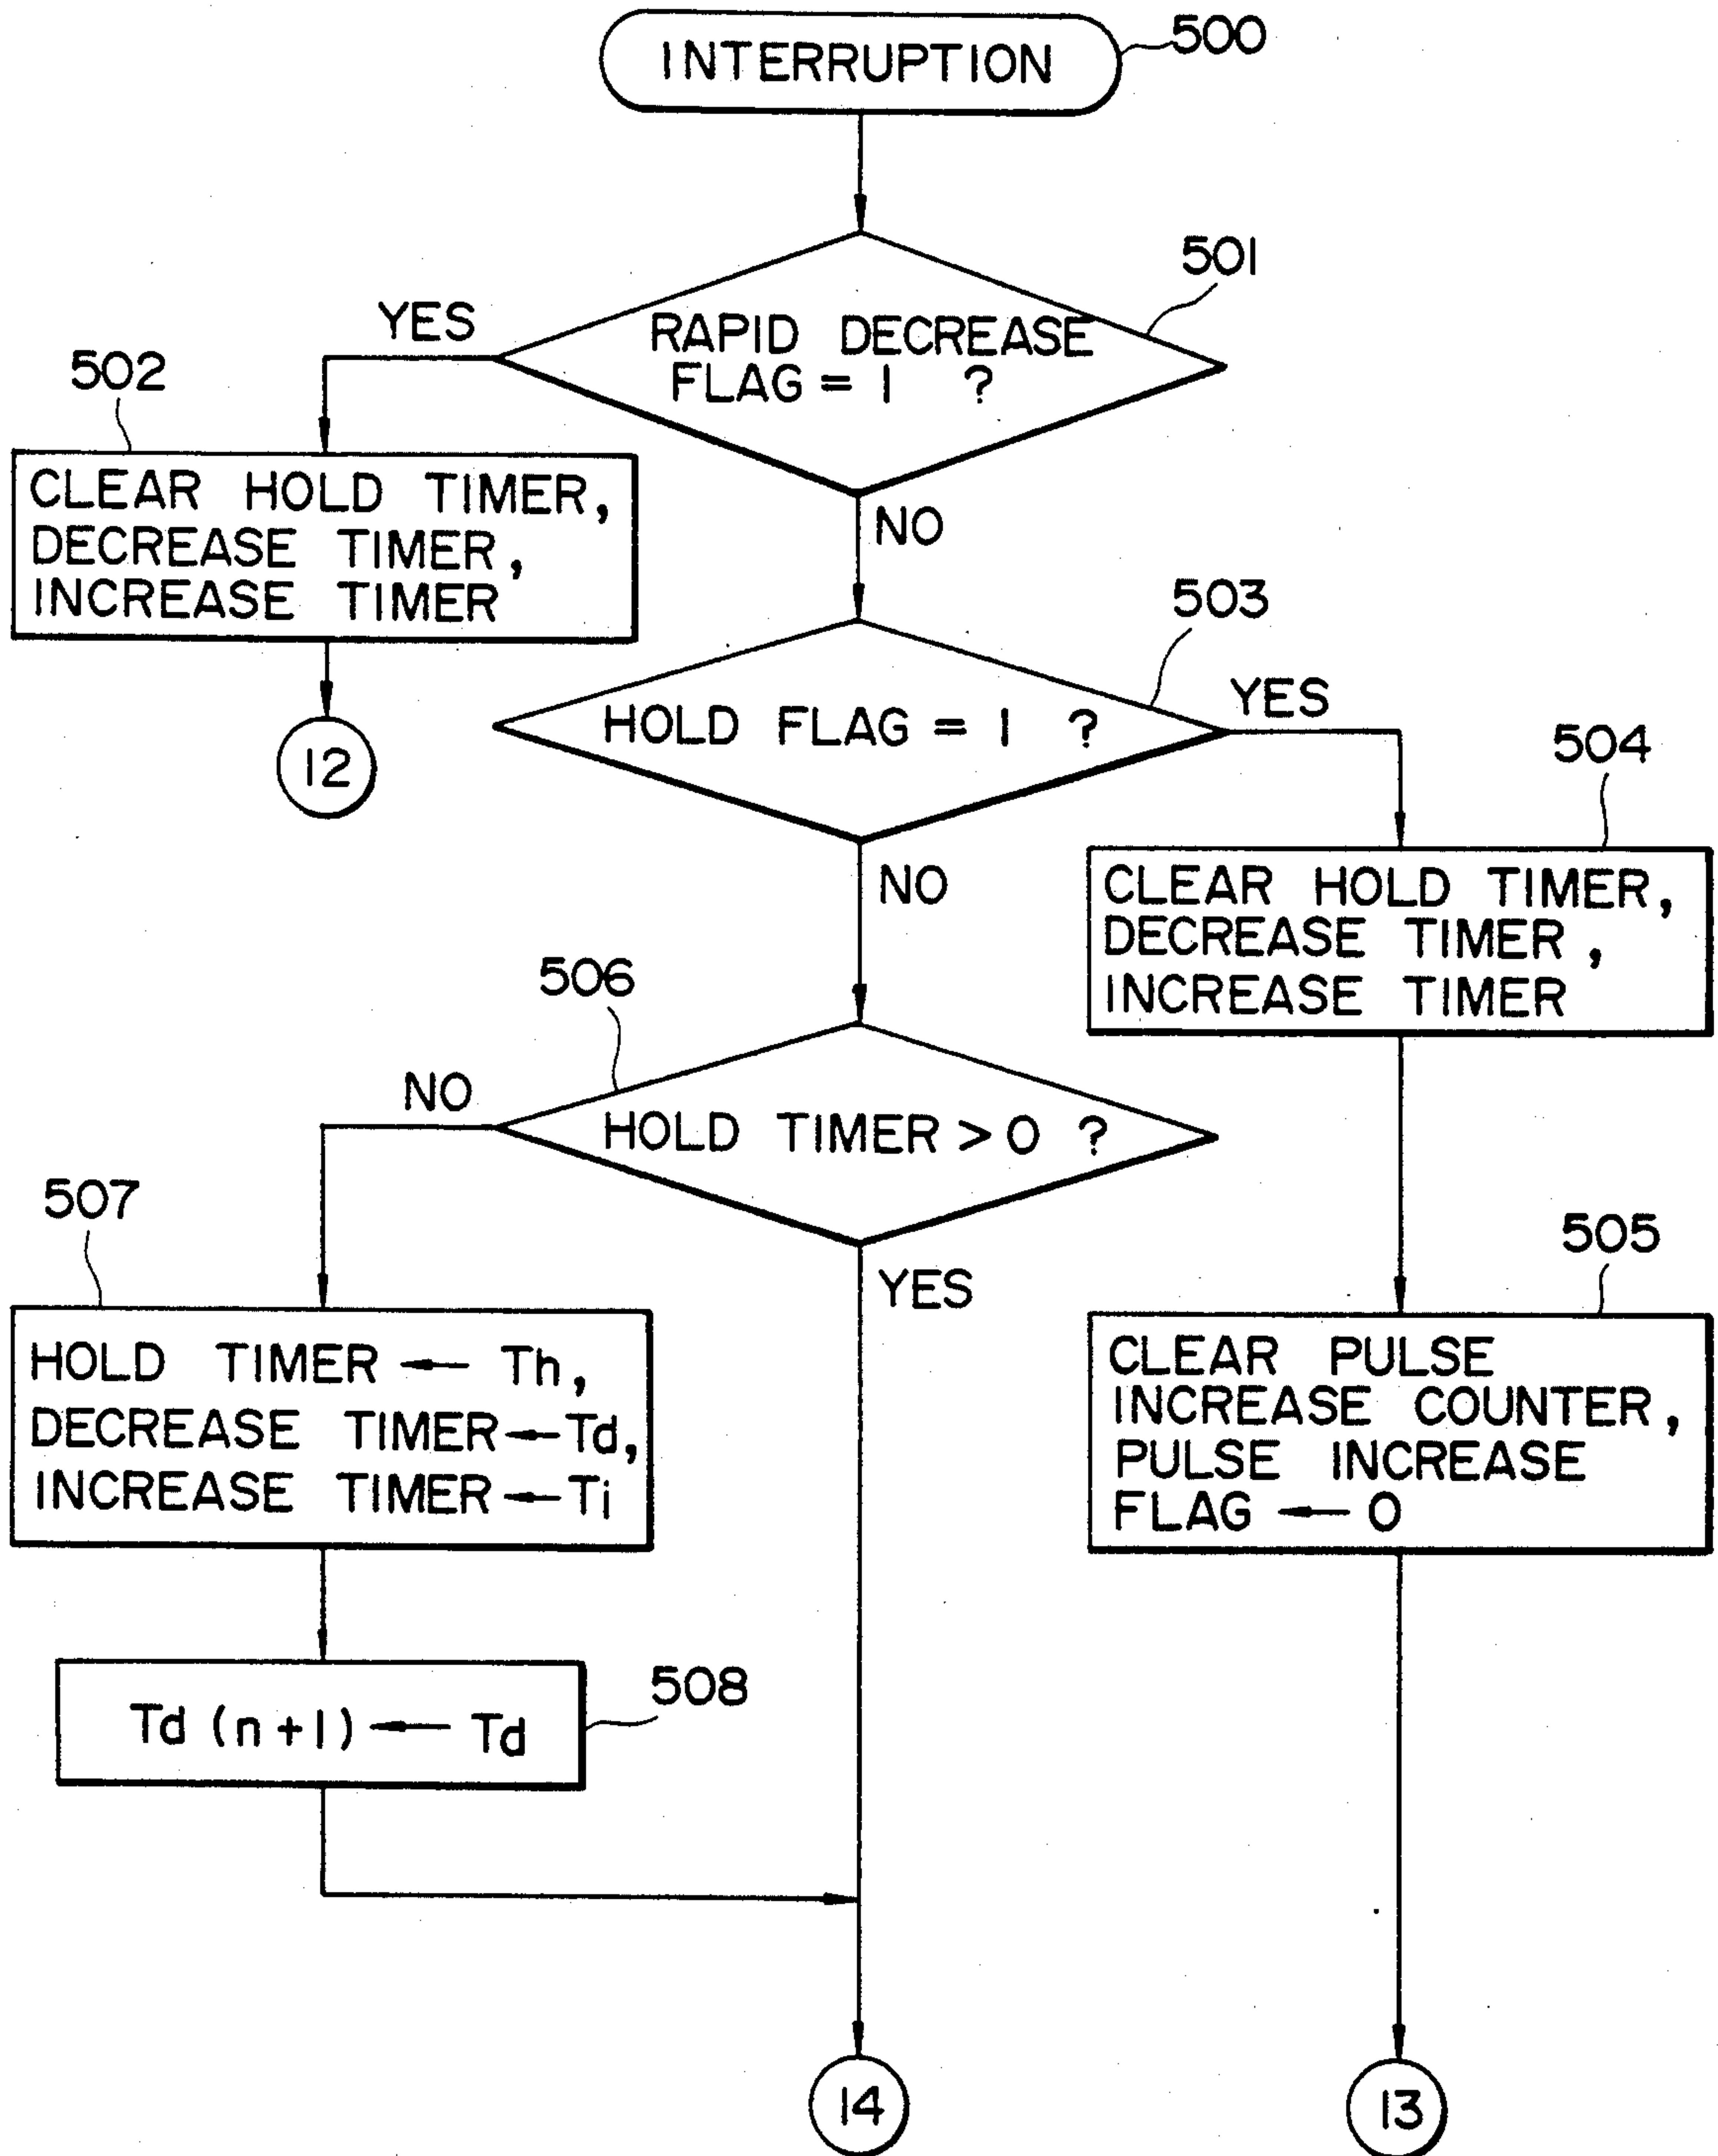 INTERRUPTION
500
501
RAPID DECREASE
FLAG = 1 ?
YES
502
CLEAR HOLD TIMER,
DECREASE TIMER,
INCREASE TIMER
NO
12
503
HOLD FLAG = 1 ?
YES
504
CLEAR HOLD TIMER,
DECREASE TIMER,
INCREASE TIMER
NO
506
HOLD TIMER > 0 ?
NO
YES
507
HOLD TIMER ← Th,
DECREASE TIMER ← Td,
INCREASE TIMER ← Ti
505
CLEAR PULSE
INCREASE COUNTER,
PULSE INCREASE
FLAG ← 0
508
Td (n+1) ← Td
14
13